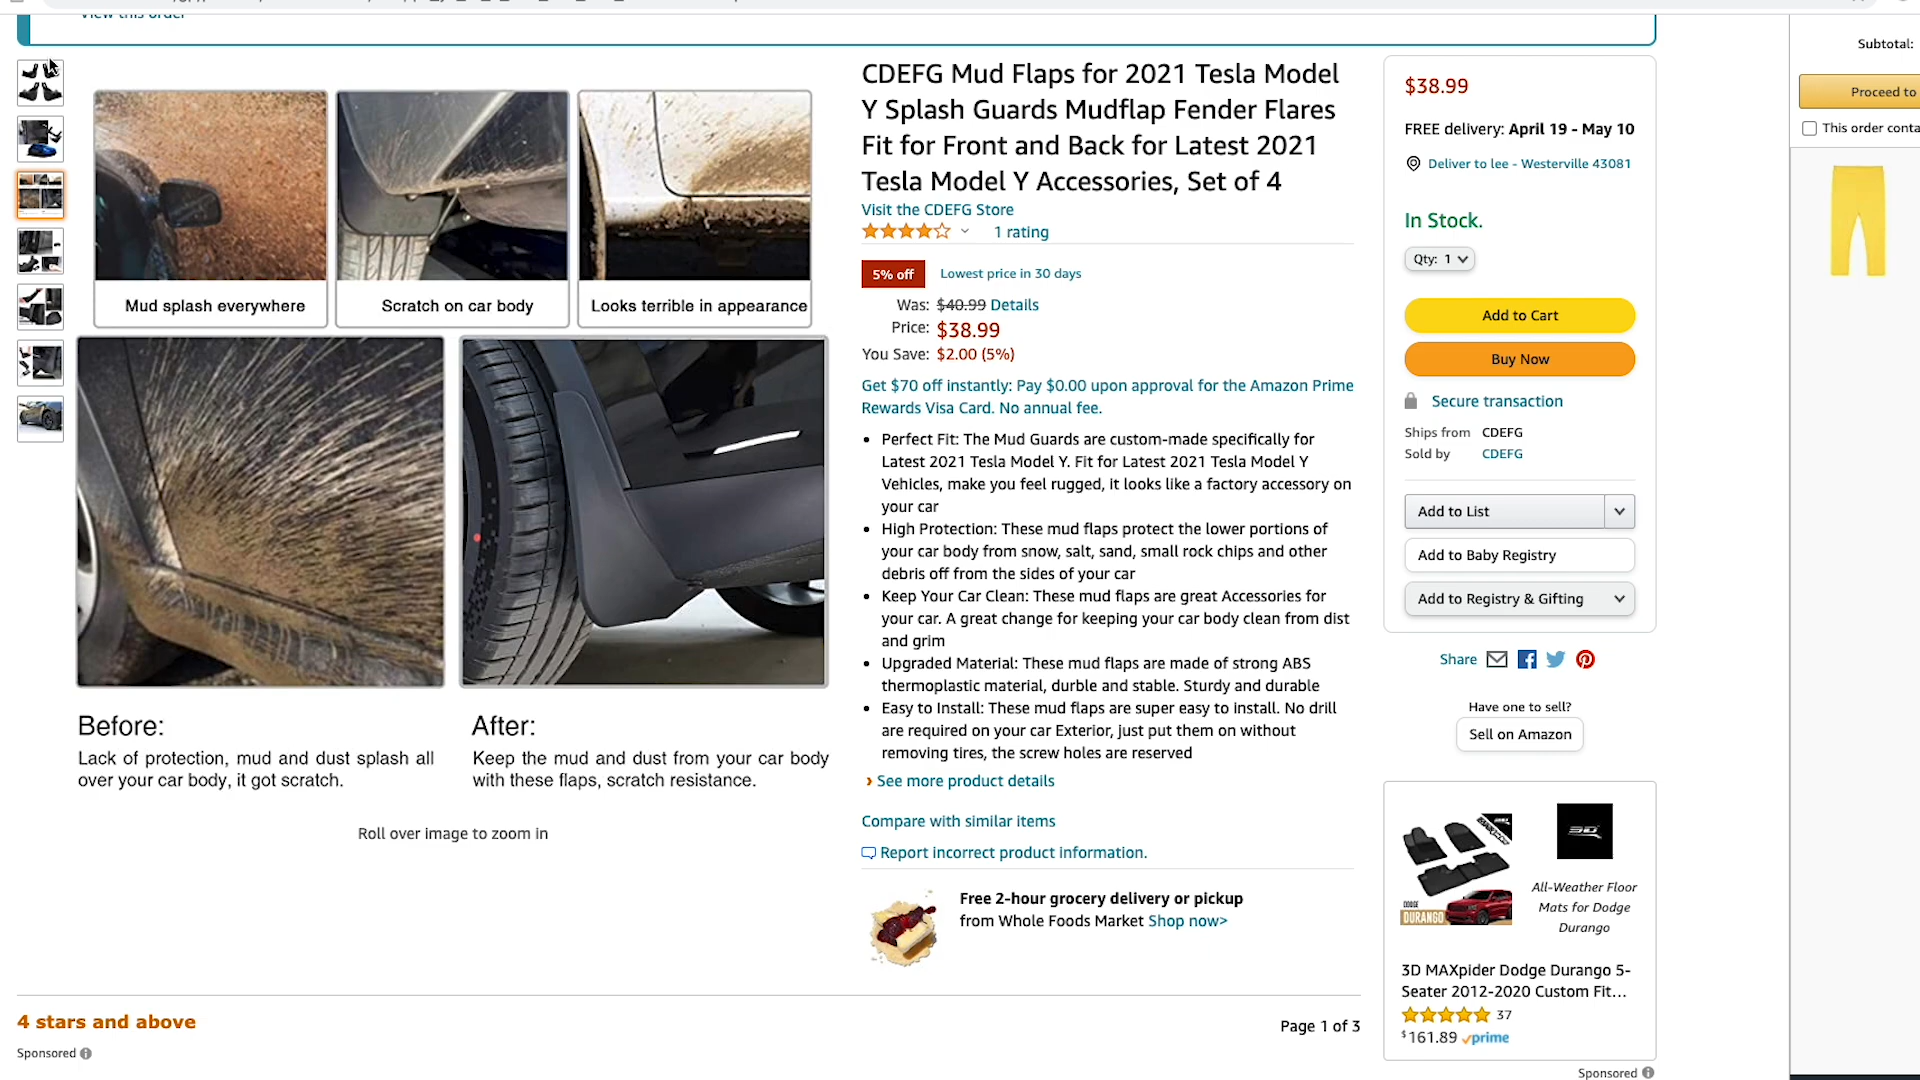 View this order
Mud splash everywhere
Scratch on car body
Looks terrible in appearance
Before:
Lack of protection, mud and dust splash all
over your car body, it got scratch.
After:
Keep the mud and dust from your car body
with these flaps, scratch resistance.
Roll over image to zoom in
CDEFG Mud Flaps for 2021 Tesla Model
Y Splash Guards Mudflap Fender Flares
Fit for Front and Back for Latest 2021
Tesla Model Y Accessories, Set of 4
Visit the CDEFG Store
1 rating
5% off
Lowest price in 30 days
Was: $40.99 Details
Price: $38.99
You Save: $2.00 (5%)
Get $70 off instantly: Pay $0.00 upon approval for the Amazon Prime
Rewards Visa Card. No annual fee.
Perfect Fit: The Mud Guards are custom-made specifically for
Latest 2021 Tesla Model Y. Fit for Latest 2021 Tesla Model Y
Vehicles, make you feel rugged, it looks like a factory accessory on
your car
High Protection: These mud flaps protect the lower portions of
your car body from snow, salt, sand, small rock chips and other
debris off from the sides of your car
Keep Your Car Clean: These mud flaps are great Accessories for
your car. A great change for keeping your car body clean from dist
and grim
Upgraded Material: These mud flaps are made of strong ABS
thermoplastic material, durble and stable. Sturdy and durable
Easy to Install: These mud flaps are super easy to install. No drill
are required on your car Exterior, just put them on without
removing tires, the screw holes are reserved
› See more product details
Compare with similar items
Report incorrect product information.
Free 2-hour grocery delivery or pickup
from Whole Foods Market Shop now>
4 stars and above
Page 1 of 3
Sponsored
$38.99
FREE delivery: April 19 - May 10
Deliver to lee - Westerville 43081
In Stock.
Qty: 1
Add to Cart
Buy Now
Secure transaction
Ships from CDEFG
Sold by CDEFG
Add to List
Add to Baby Registry
Add to Registry & Gifting
Share
Have one to sell?
Sell on Amazon
3D
DODGE
DURANGO
All-Weather Floor
Mats for Dodge
Durango
3D MAXpider Dodge Durango 5-
Seater 2012-2020 Custom Fit...
37
$161.89 prime
Sponsored
Subtotal:
Proceed to
This order conta